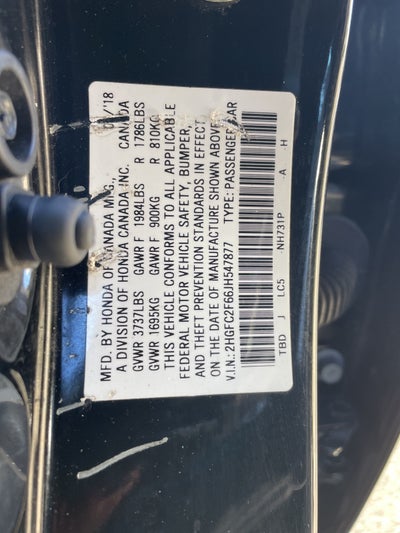 MFD. BY HONDA OF CANADA MFG., /'18
A DIVISION OF HONDA CANADA INC. CANADA
GVWR 3737LBS GAWR F 1984LBS R 1786LBS
GVWR 1695KG GAWR F 900KG R 810KG
THIS VEHICLE CONFORMS TO ALL APPLICABLE
FEDERAL MOTOR VEHICLE SAFETY, BUMPER,
AND THEFT PREVENTION STANDARDS IN EFFECT
ON THE DATE OF MANUFACTURE SHOWN ABOVE.
V.I.N.: 2HGFC2F66JH547877 TYPE: PASSENGER CAR
TBD J LC5 -NH731P -A H